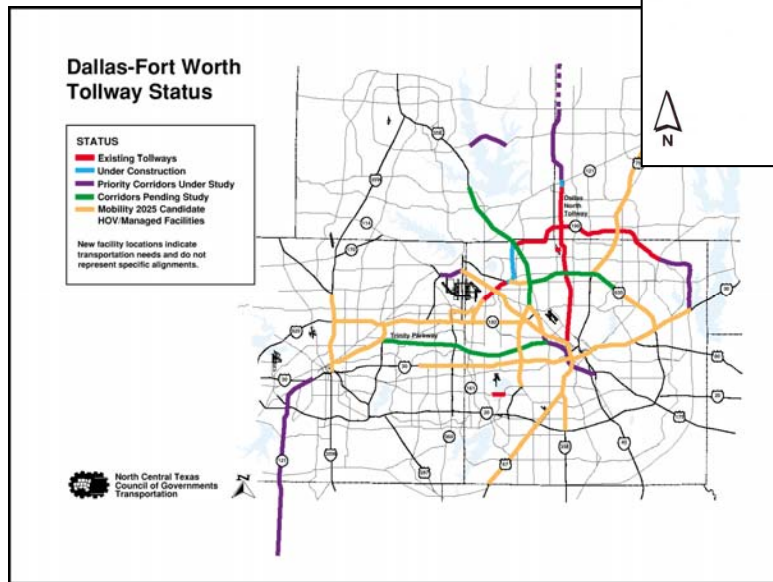 Dallas-Fort Worth
Tollway Status
STATUS
Existing Tollways
Under Construction
Priority Corridors Under Study
Corridors Pending Study
Mobility 2025 Candidate
HOV/Managed Facilities
New facility locations indicate
transportation needs and do not
represent specific alignments.
N
121
Dallas
North
Tollway
190
Trinity Parkway
North Central Texas
Council of Governments
Transportation
N